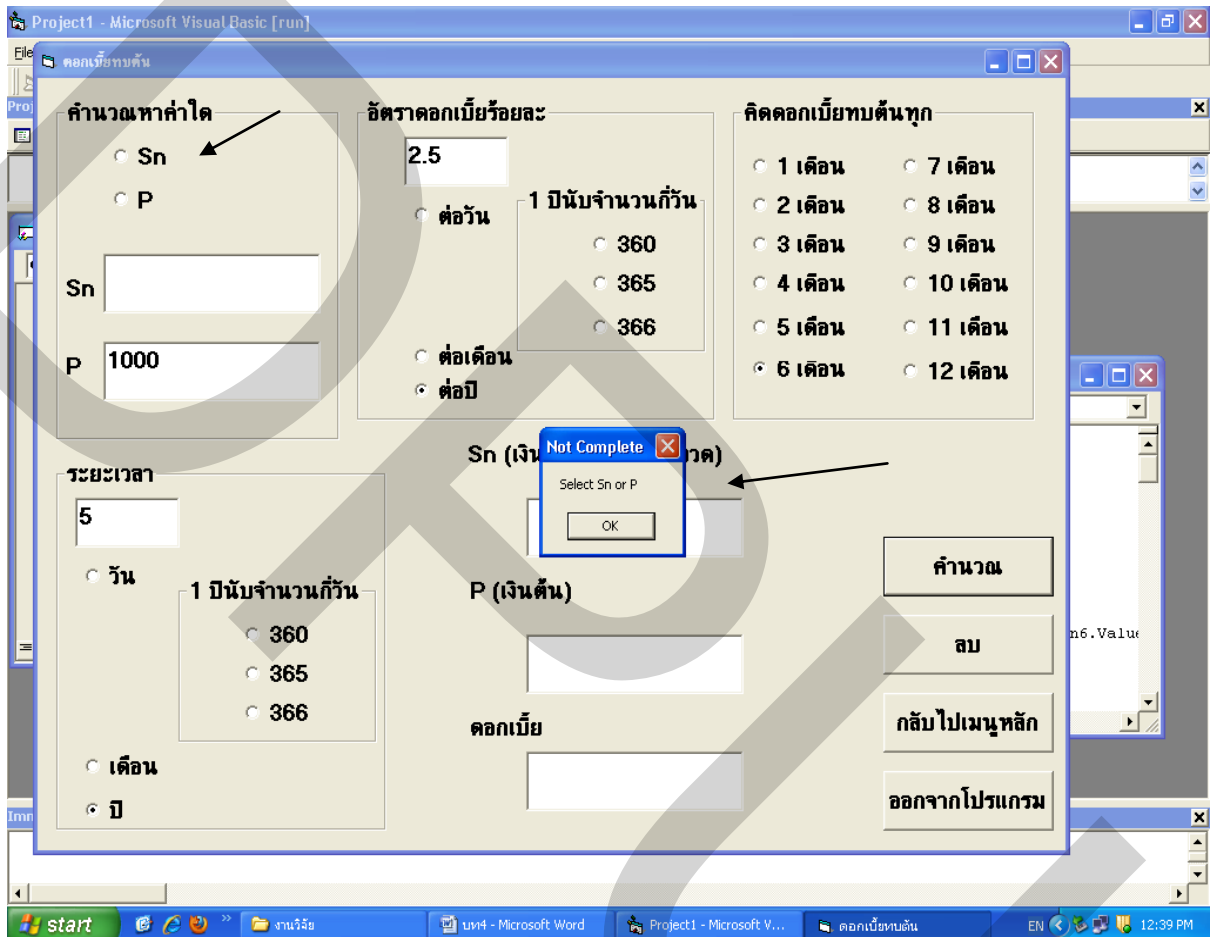 Project1 - Microsoft Visual Basic [run]
File
ดอกเบี้ยทบต้น
คำนวณหาค่าใด
Sn
P
Sn
P 1000
อัตราดอกเบี้ยร้อยละ
2.5
ต่อวัน
1 ปีนับจำนวนกี่วัน
360
365
366
ต่อเดือน
ต่อปี
คิดดอกเบี้ยทบต้นทุก
1 เดือน 7 เดือน
2 เดือน 8 เดือน
3 เดือน 9 เดือน
4 เดือน 10 เดือน
5 เดือน 11 เดือน
6 เดือน 12 เดือน
ระยะเวลา
5
วัน
1 ปีนับจำนวนกี่วัน
360
365
366
เดือน
ปี
Sn
Not Complete
Select Sn or P
OK
P (เงินต้น)
ดอกเบี้ย
คำนวณ
ลบ
กลับไปเมนูหลัก
ออกจากโปรแกรม
n6.Value
start
งานวิจัย
บท4 - Microsoft Word
Project1 - Microsoft V...
ดอกเบี้ยทบต้น
EN
12:39 PM